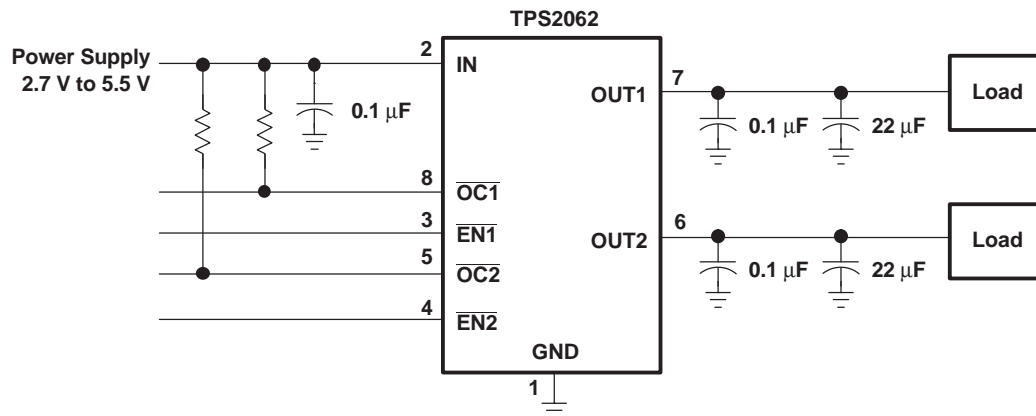 TPS2062
Power Supply
2.7 V to 5.5 V
2
IN
0.1 μF
8
OC1
3
EN1
5
OC2
4
EN2
GND
1
OUT1
7
0.1 μF
22 μF
Load
OUT2
6
0.1 μF
22 μF
Load